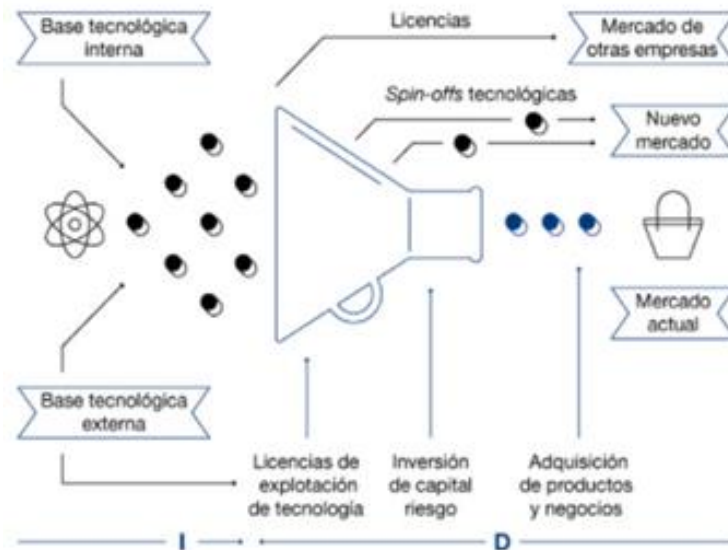 Base tecnológica
interna
Licencias
Mercado de
otras empresas
Spin-offs tecnológicas
Nuevo
mercado
Mercado
actual
Base tecnológica
externa
Licencias de
explotación
de tecnología
Inversión
de capital
riesgo
Adquisición
de productos
y negocios
I
D